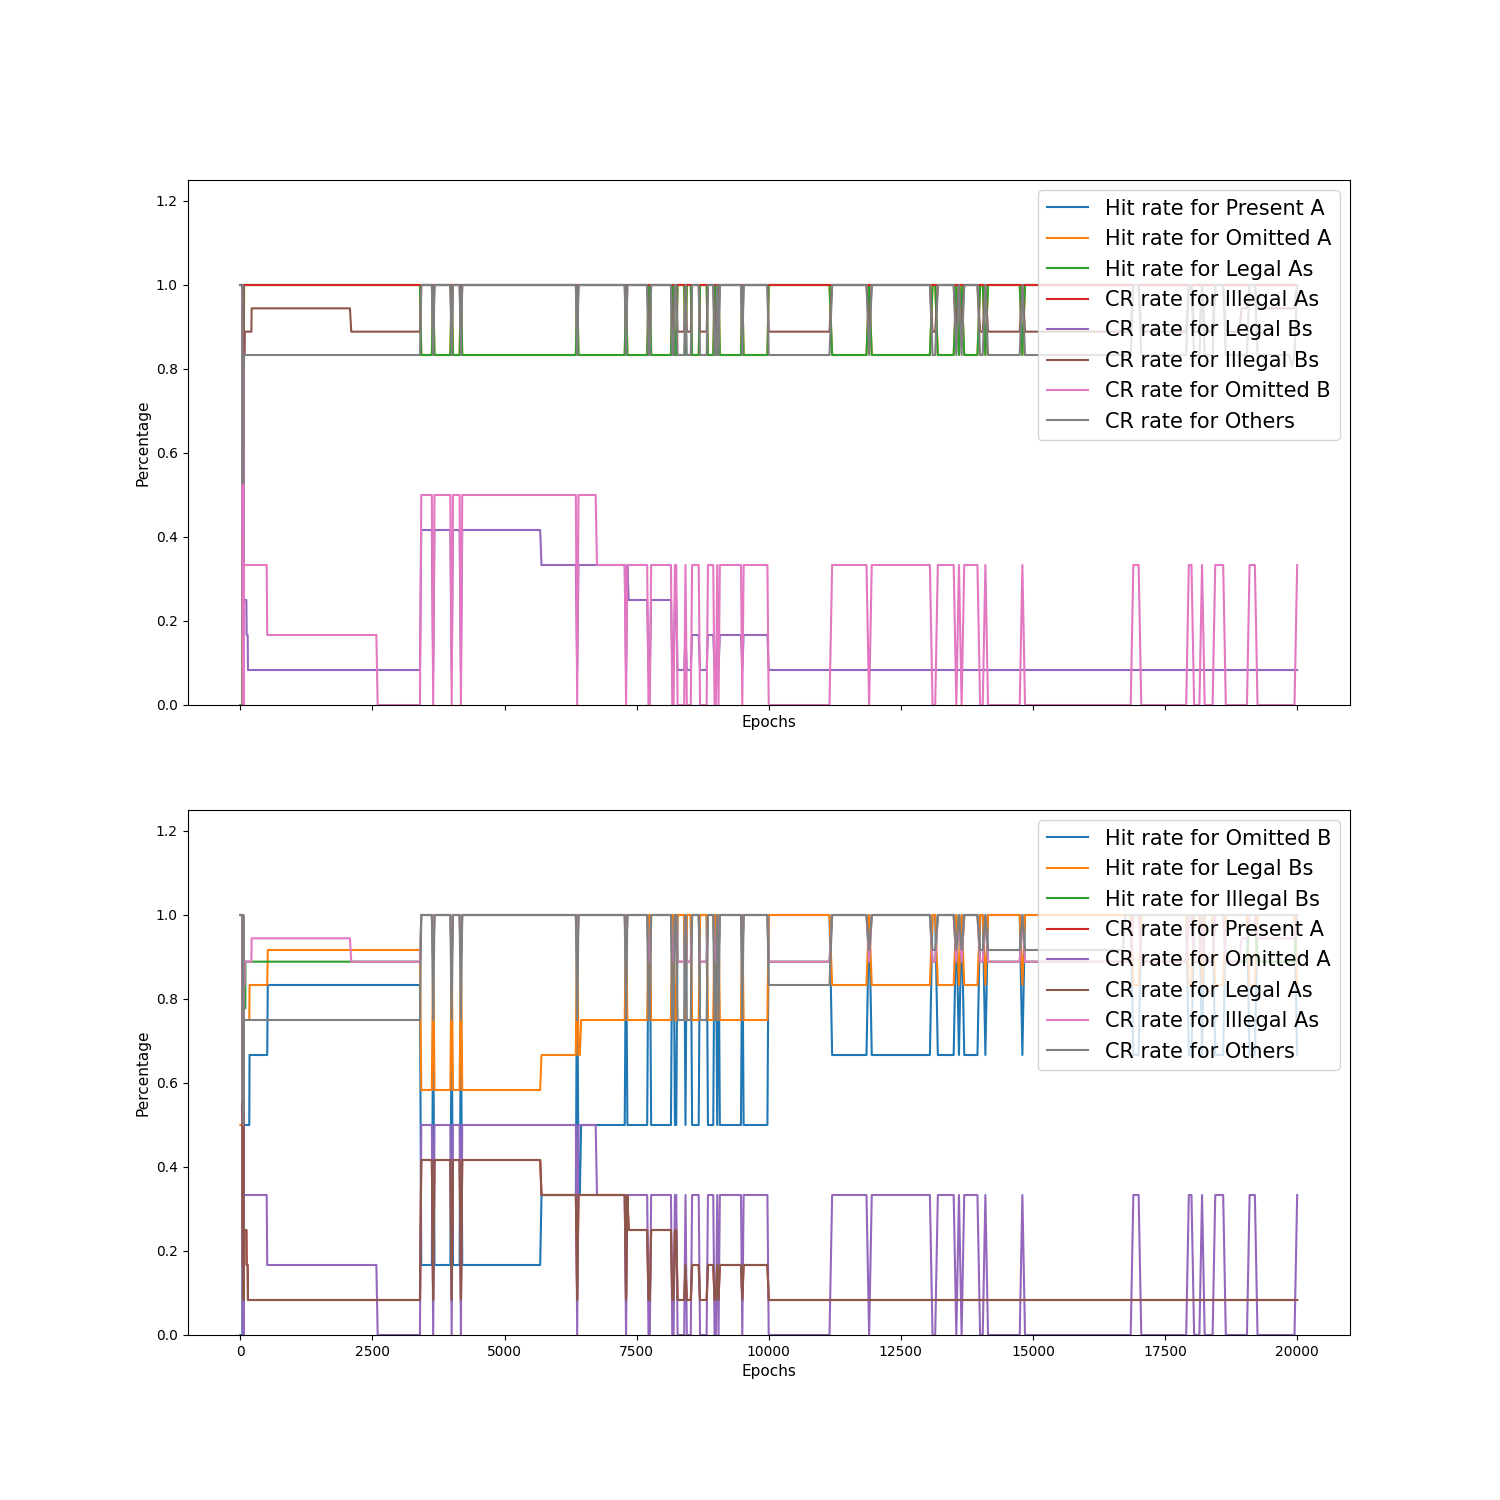 1.2
1.0
0.8
0.6
0.4
0.2
0.0
Percentage
Epochs
Hit rate for Present A
Hit rate for Omitted A
Hit rate for Legal As
CR rate for Illegal As
CR rate for Legal Bs
CR rate for Illegal Bs
CR rate for Omitted B
CR rate for Others
1.2
1.0
0.8
0.6
0.4
0.2
0.0
Percentage
Hit rate for Omitted B
Hit rate for Legal Bs
Hit rate for Illegal Bs
CR rate for Present A
CR rate for Omitted A
CR rate for Legal As
CR rate for Illegal As
CR rate for Others
0 2500 5000 7500 10000 12500 15000 17500 20000
Epochs